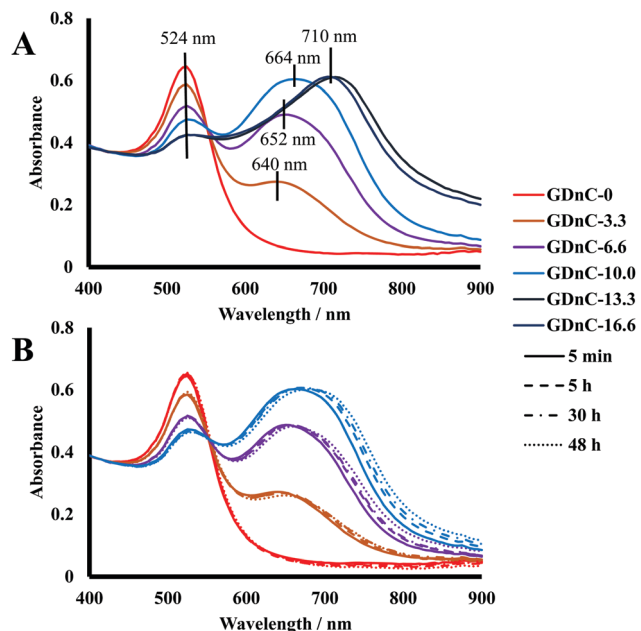 A
524 nm
664 nm
710 nm
652 nm
640 nm
Absorbance
0.8
0.6
0.4
0.2
0
400
500
600
700
800
900
Wavelength / nm
GDnC-0
GDnC-3.3
GDnC-6.6
GDnC-10.0
GDnC-13.3
GDnC-16.6
5 min
5 h
30 h
48 h
B
Absorbance
0.8
0.6
0.4
0.2
0
400
500
600
700
800
900
Wavelength / nm